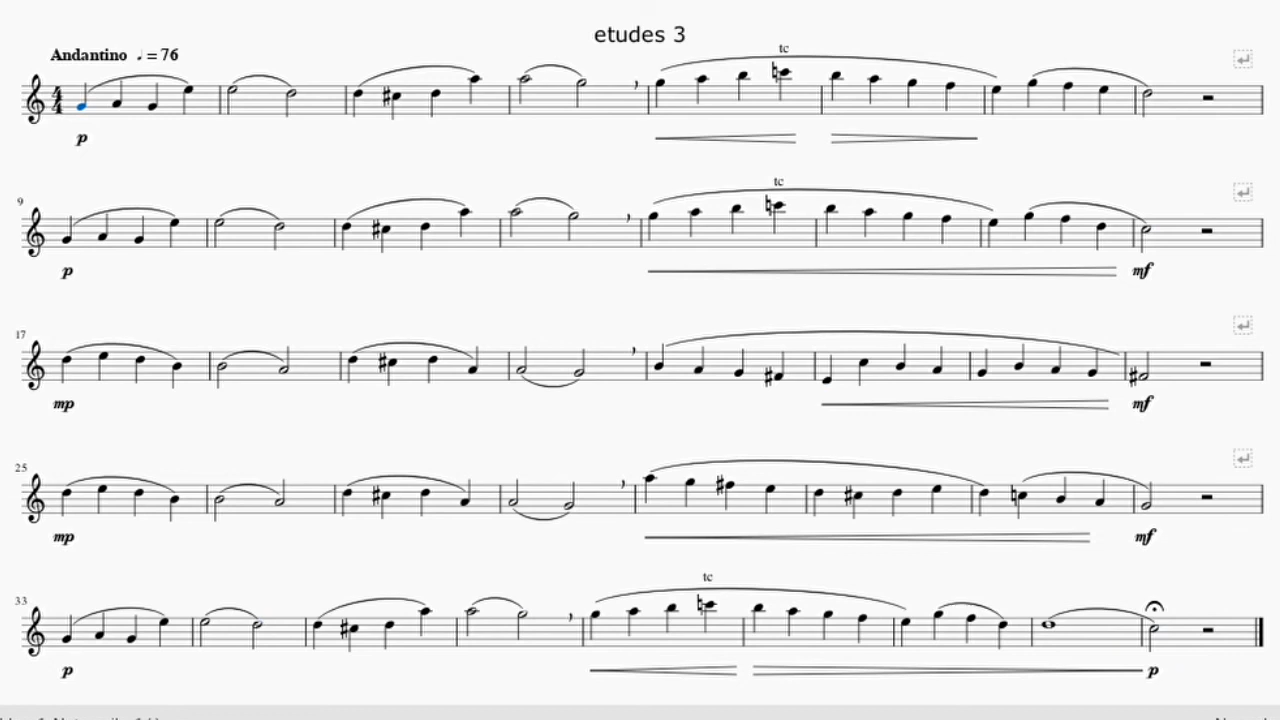 etudes 3
Andantino ♩ = 76
tc
p
9
tc
p
mf
17
mp
mf
25
mp
mf
33
tc
p
p